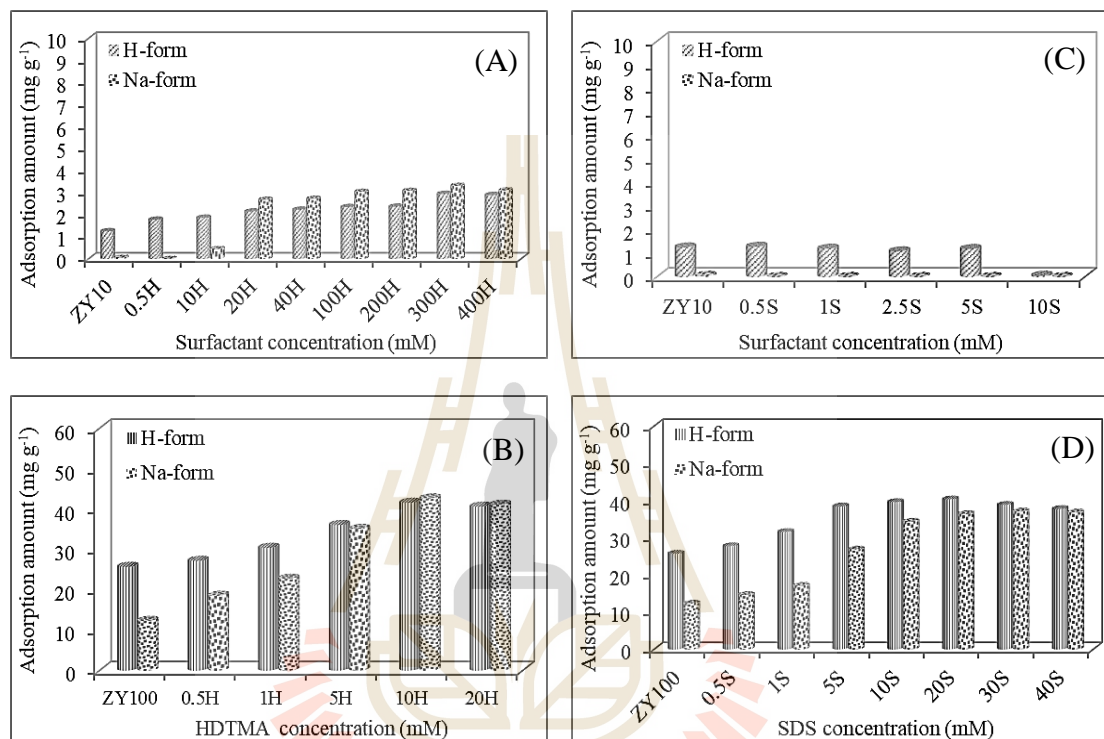 (A)
Adsorption amount (mg g-1)
10
9
8
7
6
5
4
3
2
1
0
H-form
Na-form
ZY10 0.5H 10H 20H 40H 100H 200H 300H 400H
Surfactant concentration (mM)
(C)
Adsorption amount (mg g-1)
10
9
8
7
6
5
4
3
2
1
0
H-form
Na-form
ZY10 0.5S 1S 2.5S 5S 10S
Surfactant concentration (mM)
(B)
Adsorption amount (mg g-1)
60
50
40
30
20
10
0
H-form
Na-form
ZY100 0.5H 1H 5H 10H 20H
HDTMA concentration (mM)
(D)
Adsorption amount (mg g-1)
60
50
40
30
20
10
0
H-form
Na-form
ZY100 0.5S 1S 5S 10S 20S 30S 40S
SDS concentration (mM)